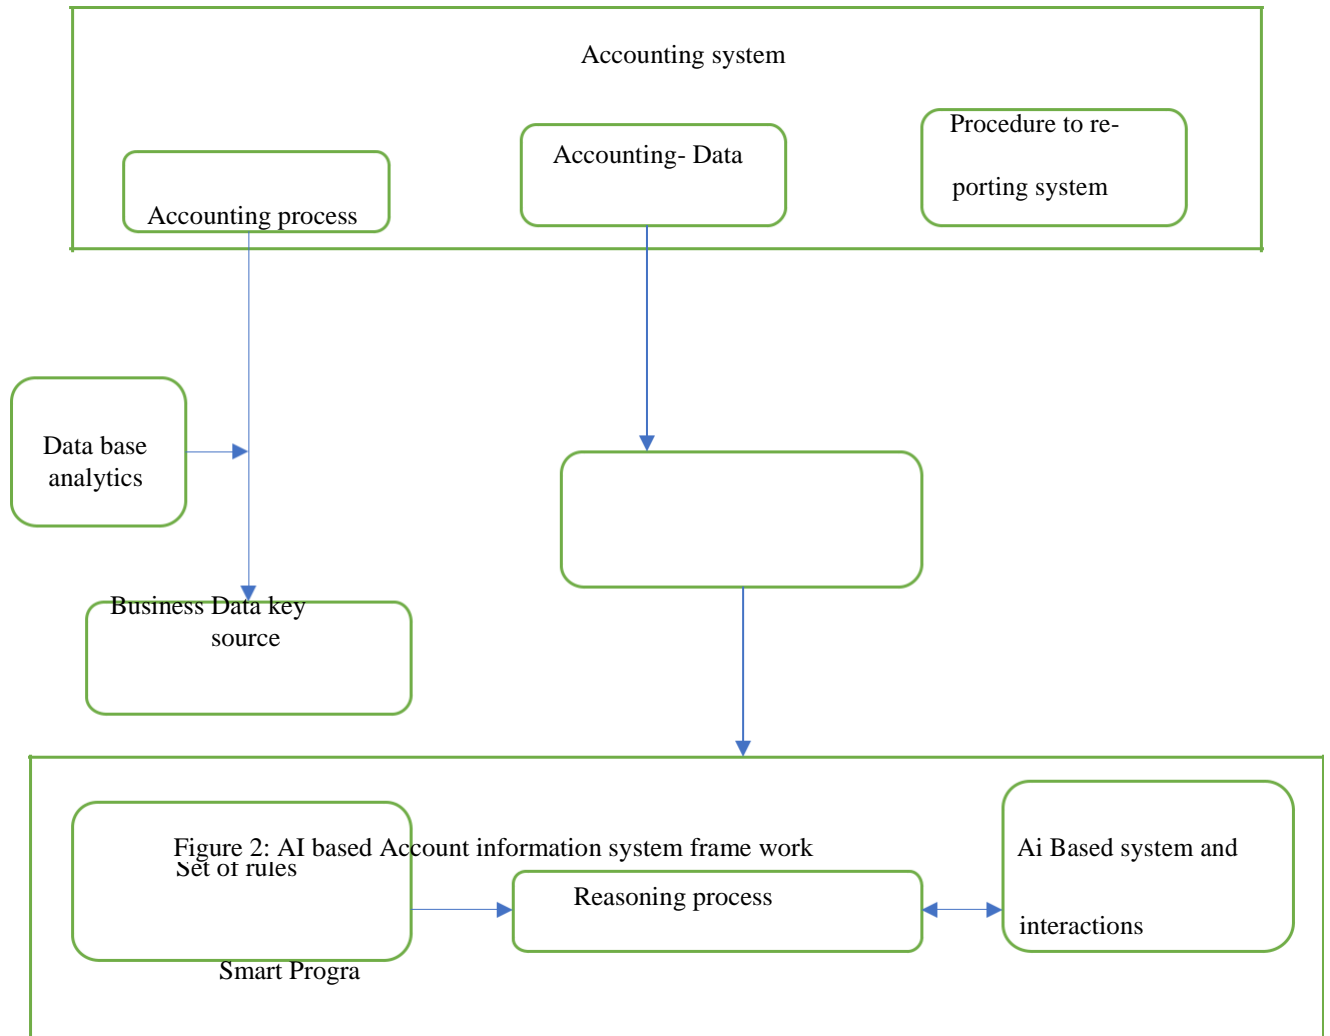 Accounting system
Procedure to re-
porting system
Accounting- Data
Accounting process
Data base
analytics
Business Data key
source
Figure 2: AI based Account information system frame work
Set of rules
Ai Based system and
interactions
Reasoning process
Smart Progra